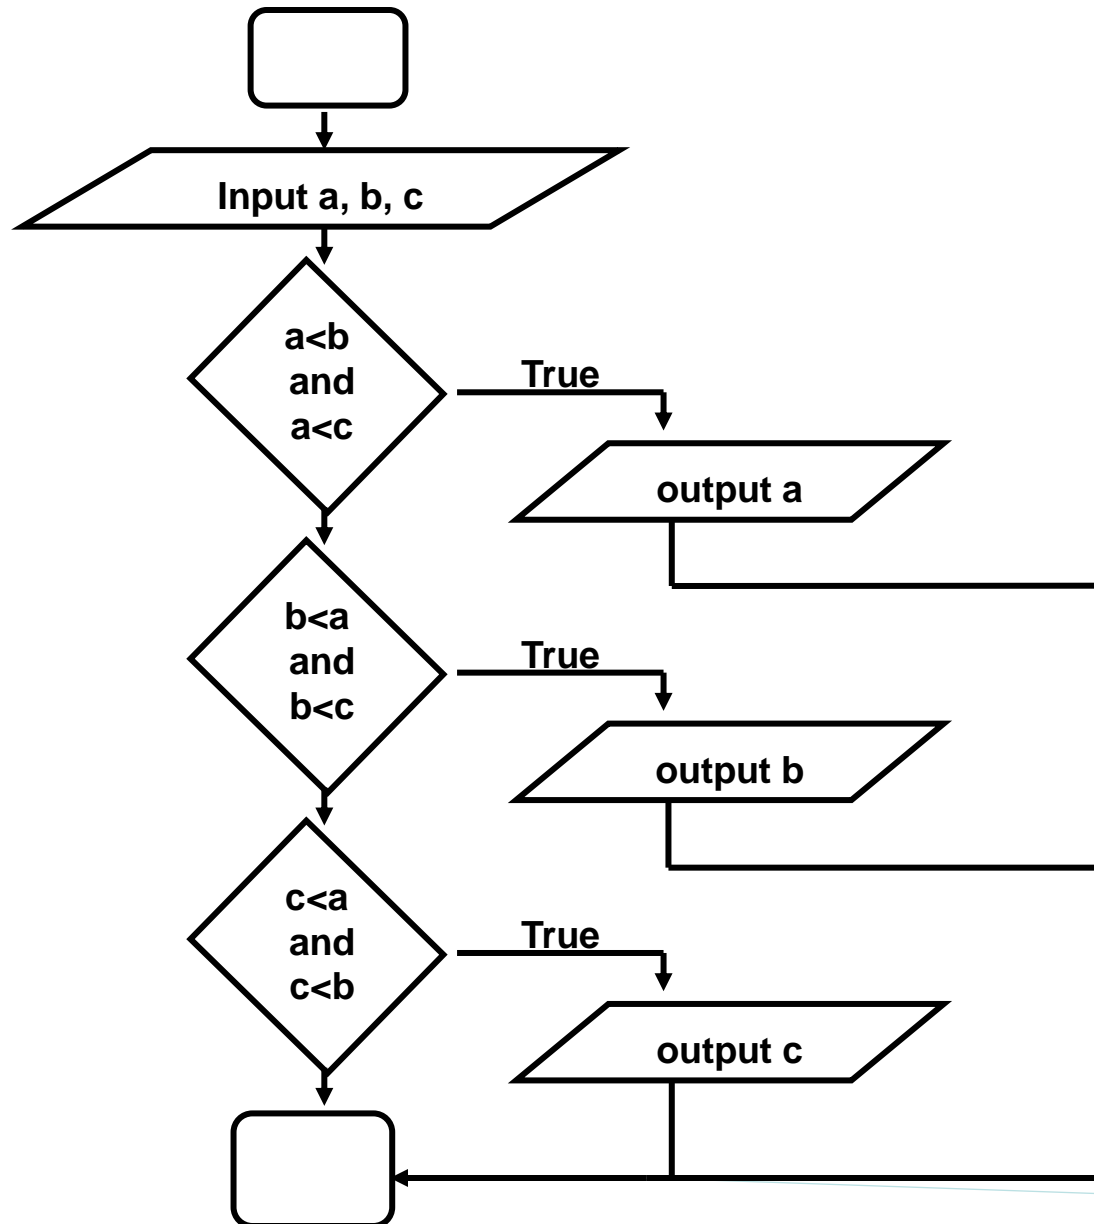 Input a, b, c
a<b
and
a<c
True
output a
b<a
and
b<c
True
output b
c<a
and
c<b
True
output c